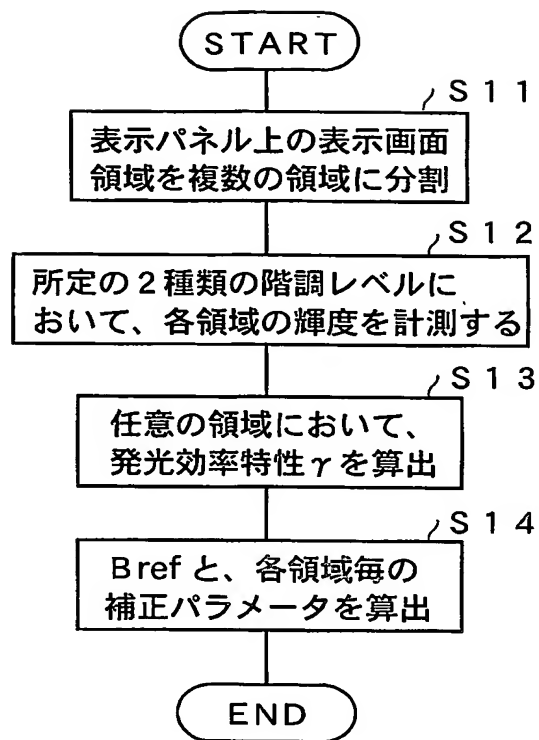 START
S11
表示パネル上の表示画面
領域を複数の領域に分割
S12
所定の2種類の階調レベルに
おいて、各領域の輝度を計測する
S13
任意の領域において、
発光効率特性γを算出
S14
Brefと、各領域毎の
補正パラメータを算出
END